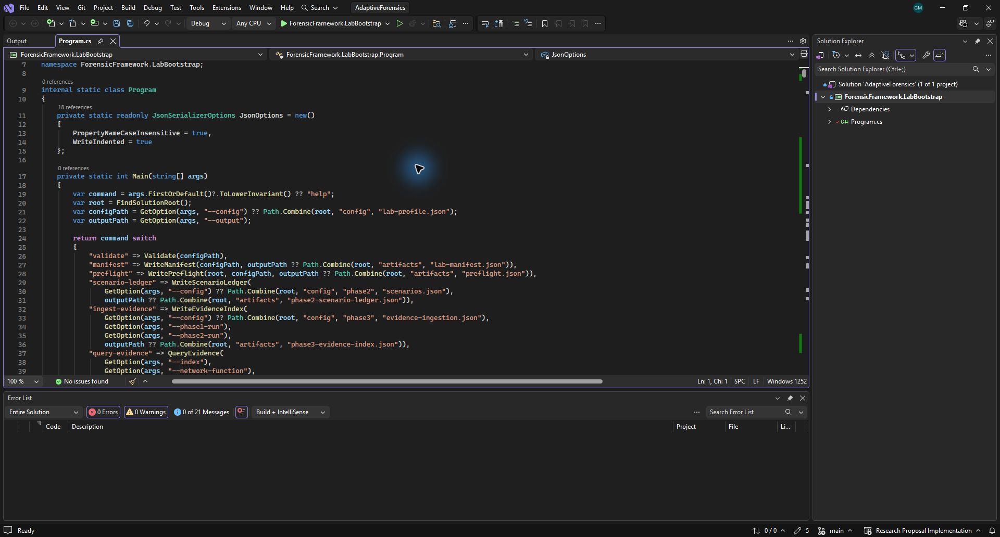 File Edit View Git Project Build Debug Test Tools Extensions Window Help Search AdaptiveForensics GM
Debug Any CPU ForensicFramework.LabBootstrap
Output Program.cs
ForensicFramework.LabBootstrap ForensicFramework.LabBootstrap.Program JsonOptions
7 namespace ForensicFramework.LabBootstrap;
8
0 references
9 internal static class Program
10 {
18 references
11 private static readonly JsonSerializerOptions JsonOptions = new()
12 {
13 PropertyNameCaseInsensitive = true,
14 WriteIndented = true
15 };
16
0 references
17 private static int Main(string[] args)
18 {
19 var command = args.FirstOrDefault()?.ToLowerInvariant() ?? "help";
20 var root = FindSolutionRoot();
21 var configPath = GetOption(args, "--config") ?? Path.Combine(root, "config", "lab-profile.json");
22 var outputPath = GetOption(args, "--output");
23
24 return command switch
25 {
26 "validate" => Validate(configPath),
27 "manifest" => WriteManifest(configPath, outputPath ?? Path.Combine(root, "artifacts", "lab-manifest.json")),
28 "preflight" => WritePreflight(root, configPath, outputPath ?? Path.Combine(root, "artifacts", "preflight.json")),
29 "scenario-ledger" => WriteScenarioLedger(
30 GetOption(args, "--config") ?? Path.Combine(root, "config", "phase2", "scenarios.json"),
31 outputPath ?? Path.Combine(root, "artifacts", "phase2-scenario-ledger.json")),
32 "ingest-evidence" => WriteEvidenceIndex(
33 GetOption(args, "--config") ?? Path.Combine(root, "config", "phase3", "evidence-ingestion.json"),
34 GetOption(args, "--phase1-run"),
35 GetOption(args, "--phase2-run"),
36 outputPath ?? Path.Combine(root, "artifacts", "phase3-evidence-index.json")),
37 "query-evidence" => QueryEvidence(
38 GetOption(args, "--index"),
39 GetOption(args, "--network-function"),
100 % No issues found Ln: 1, Ch: 1 SPC LF Windows 1252
Error List
Entire Solution 0 Errors 0 Warnings 0 of 21 Messages Build + IntelliSense Search Error List
Code Description Project File Li...
Solution Explorer
Search Solution Explorer (Ctrl+;)
Solution 'AdaptiveForensics' (1 of 1 project)
ForensicFramework.LabBootstrap
Dependencies
C# Program.cs
Ready 0 / 0 5 main Research Proposal Implementation